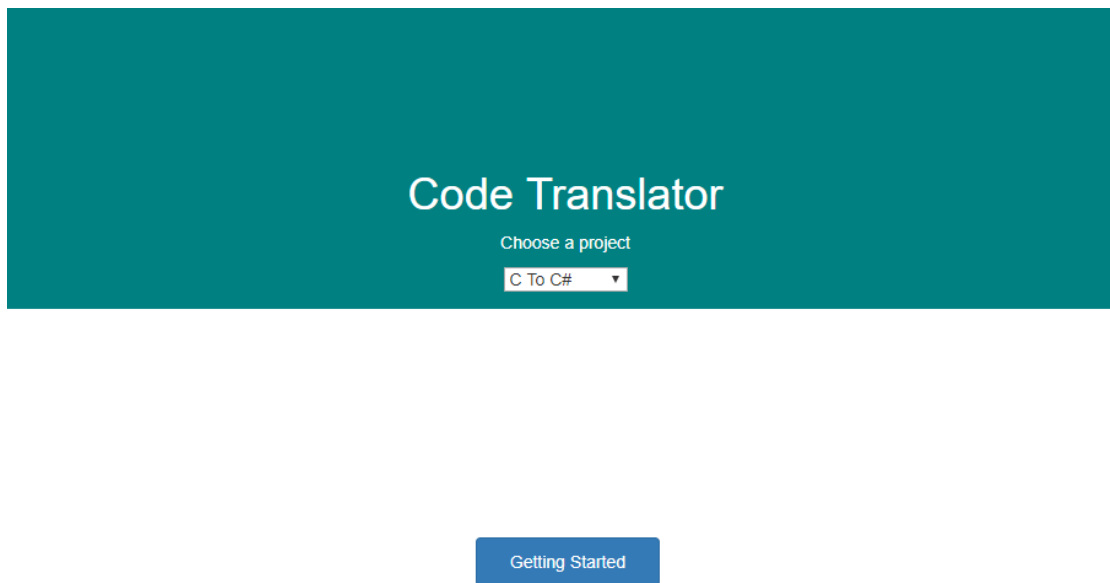 Code Translator
Choose a project
C To C#
Getting Started